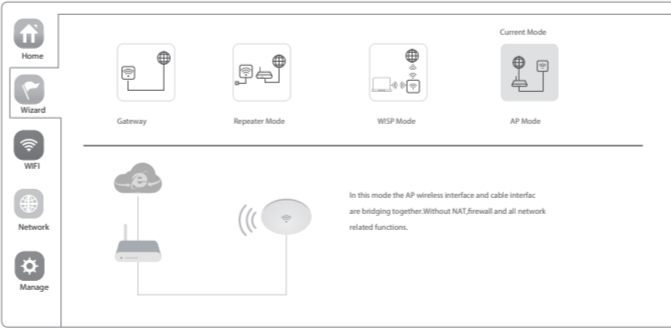 Home
Wizard
WIFI
Network
Manage
Current Mode
Gateway
Repeater Mode
WISP Mode
AP Mode
In this mode the AP wireless interface and cable interfac
are bridging together.Without NAT,firewall and all network
related functions.